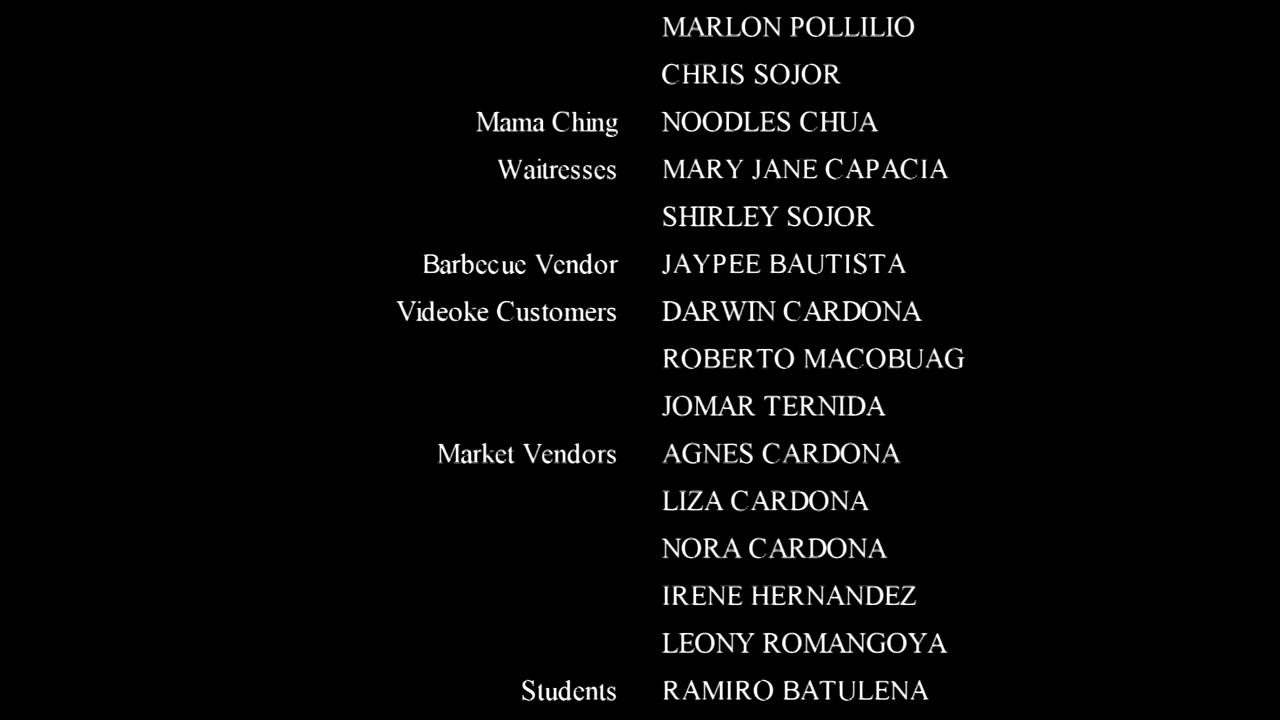 MARLON POLLILIO
CHRIS SOJOR
Mama Ching NOODLES CHUA
Waitresses MARY JANE CAPACIA
SHIRLEY SOJOR
Barbecue Vendor JAYPEE BAUTISTA
Videoke Customers DARWIN CARDONA
ROBERTO MACOBUAG
JOMAR TERNIDA
Market Vendors AGNES CARDONA
LIZA CARDONA
NORA CARDONA
IRENE HERNANDEZ
LEONY ROMANGOYA
Students RAMIRO BATULENA